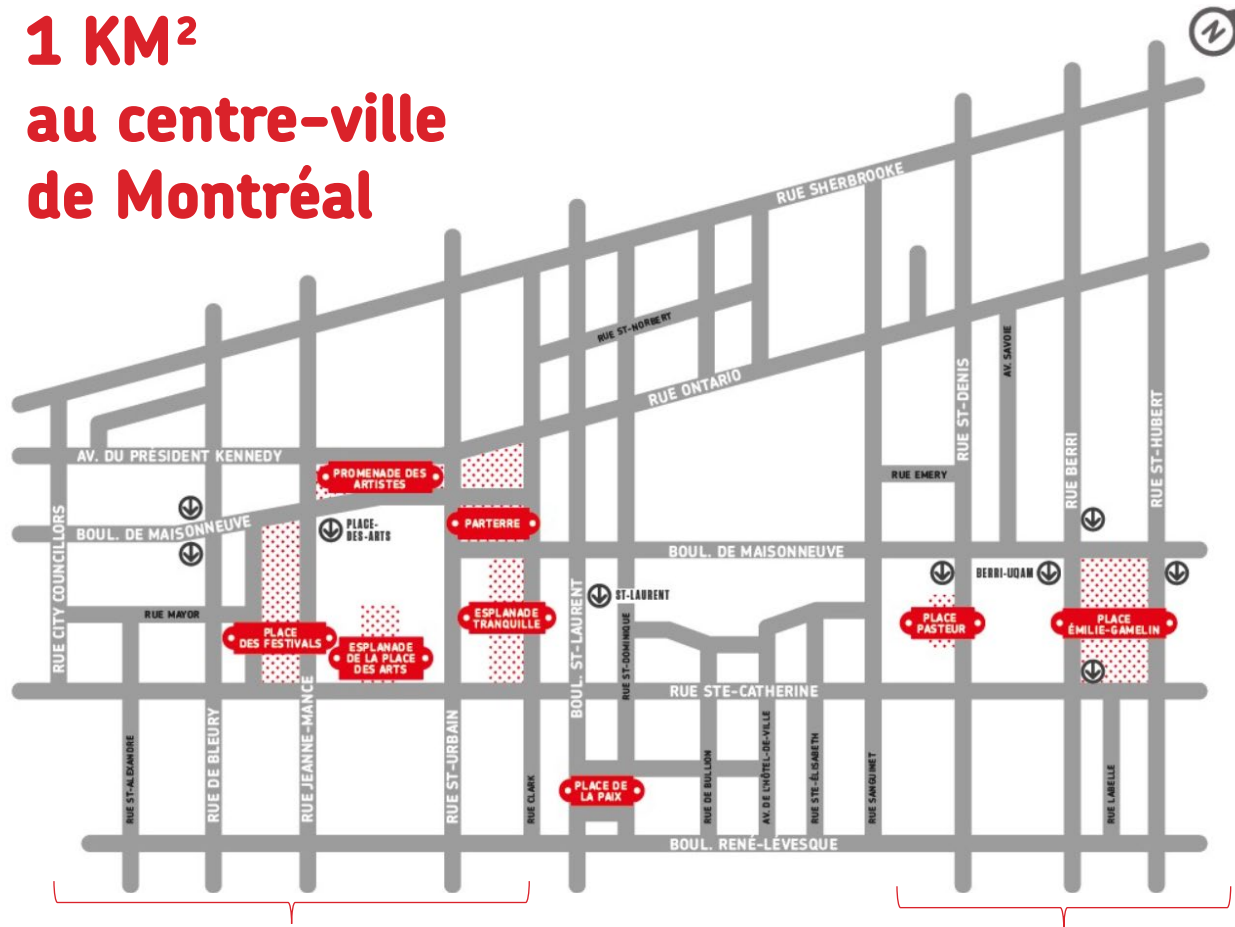 1 KM²
au centre-ville
de Montréal
N
RUE SHERBROOKE
RUE ST-NORBERT
RUE ONTARIO
AV. SAVOIE
RUE ST-DENIS
RUE BERRI
RUE ST-HUBERT
AV. DU PRÉSIDENT KENNEDY
PROMENADE DES
ARTISTES
RUE EMERY
BOUL. DE MAISONNEUVE
PLACE-
DES-ARTS
PARTERRE
BOUL. DE MAISONNEUVE
RUE CITY COUNCILLORS
ST-LAURENT
BERRI-UQAM
RUE MAYOR
PLACE
DES FESTIVALS
ESPLANADE
TRANQUILLE
ESPLANADE
DE LA PLACE
DES ARTS
BOUL. ST-LAURENT
RUE ST-DOMINIQUE
PLACE
PASTEUR
PLACE
ÉMILIE-GAMELIN
RUE STE-CATHERINE
RUE ST-ALEXANDRE
RUE DE BLEURY
RUE JEANNE-MANCE
RUE ST-URBAIN
RUE CLARK
PLACE DE
LA PAIX
RUE DE BULLION
AV. DE L'HÔTEL-DE-VILLE
RUE STE-ÉLISABETH
RUE SANGUINET
RUE LABELLE
BOUL. RENÉ-LÉVESQUE